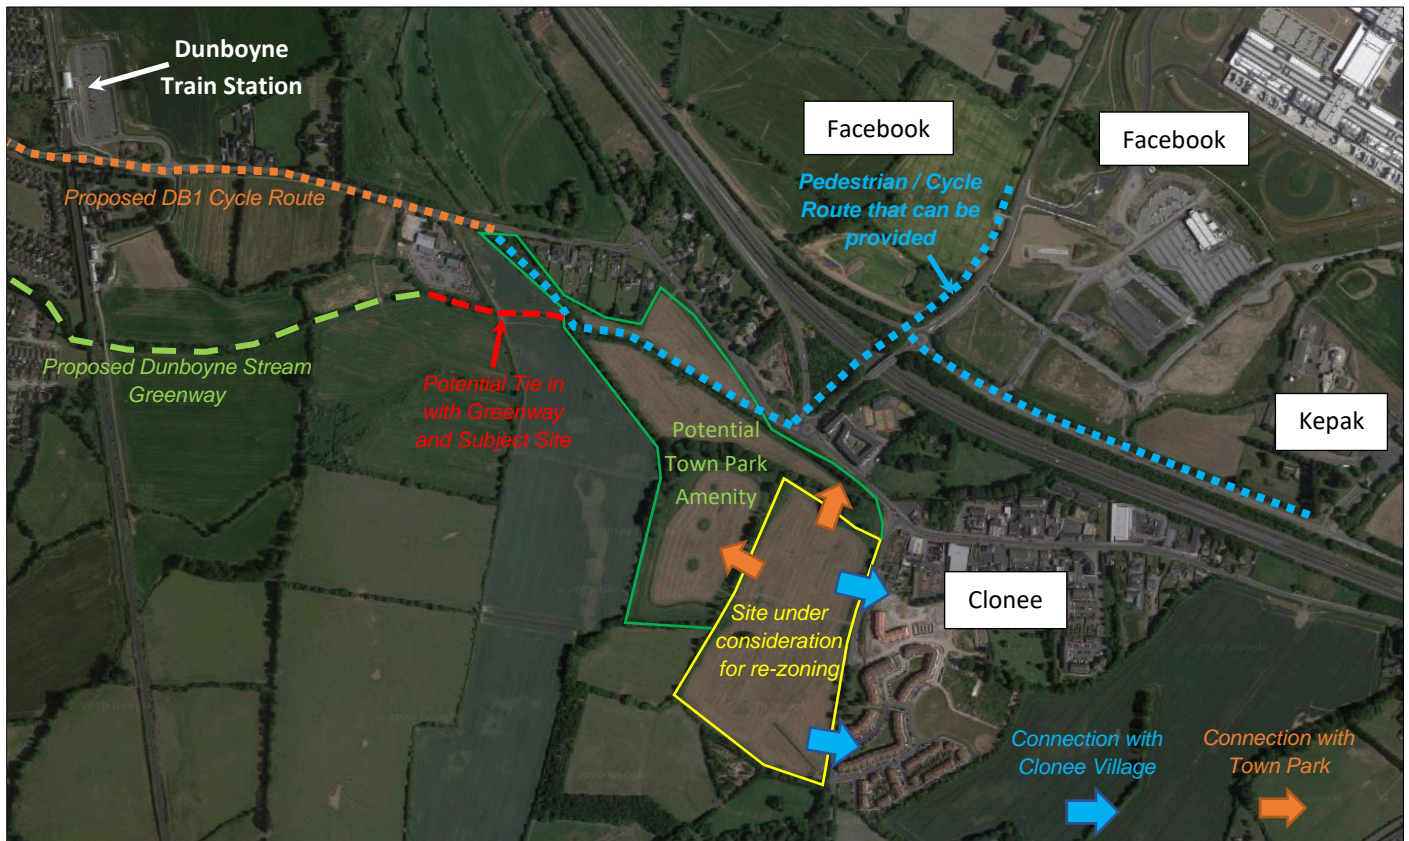 Dunboyne
Train Station
Proposed DB1 Cycle Route
Proposed Dunboyne Stream
Greenway
Potential Tie in
with Greenway
and Subject Site
Facebook
Facebook
Pedestrian / Cycle
Route that can be
provided
Kepak
Potential
Town Park
Amenity
Clonee
Site under
consideration
for re-zoning
Connection with
Clonee Village
Connection with
Town Park